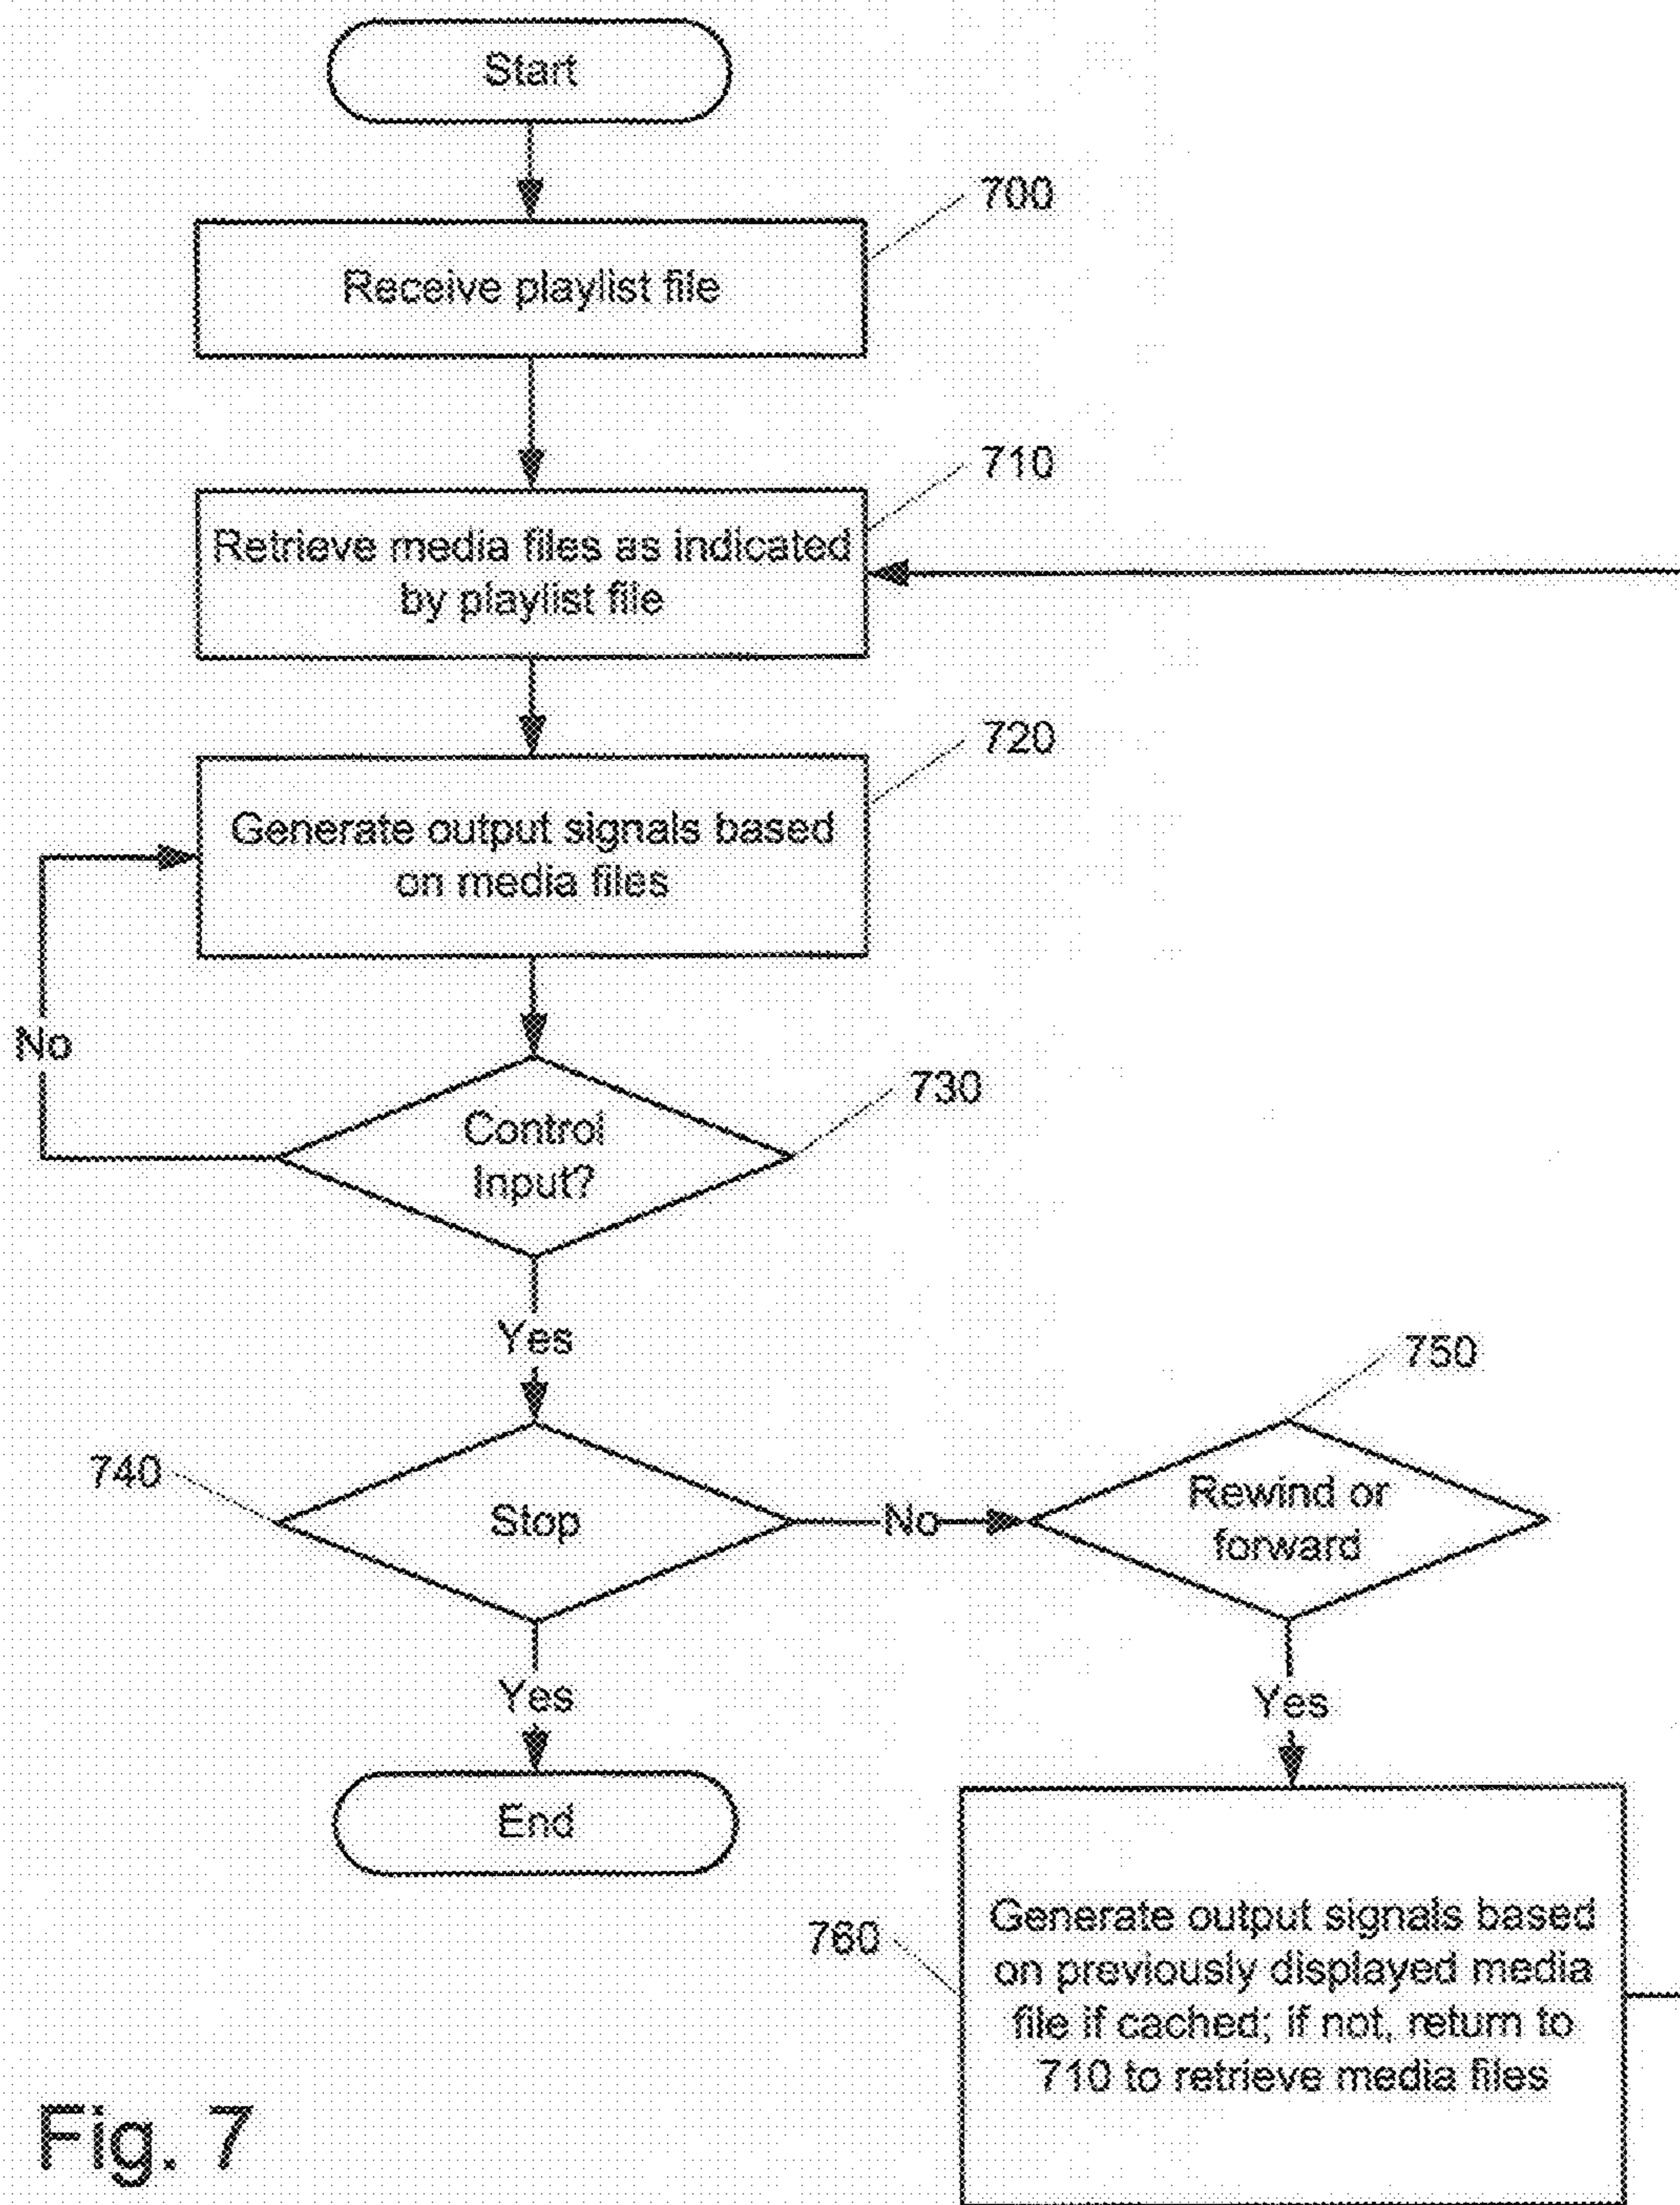 Start
700
Receive playlist file
710
Retrieve media files as indicated
by playlist file
720
Generate output signals based
on media files
No
730
Control
Input?
Yes
750
740
Stop
No
Rewind or
forward
Yes
Yes
End
760
Generate output signals based
on previously displayed media
file if cached; if not, return to
710 to retrieve media files
Fig. 7